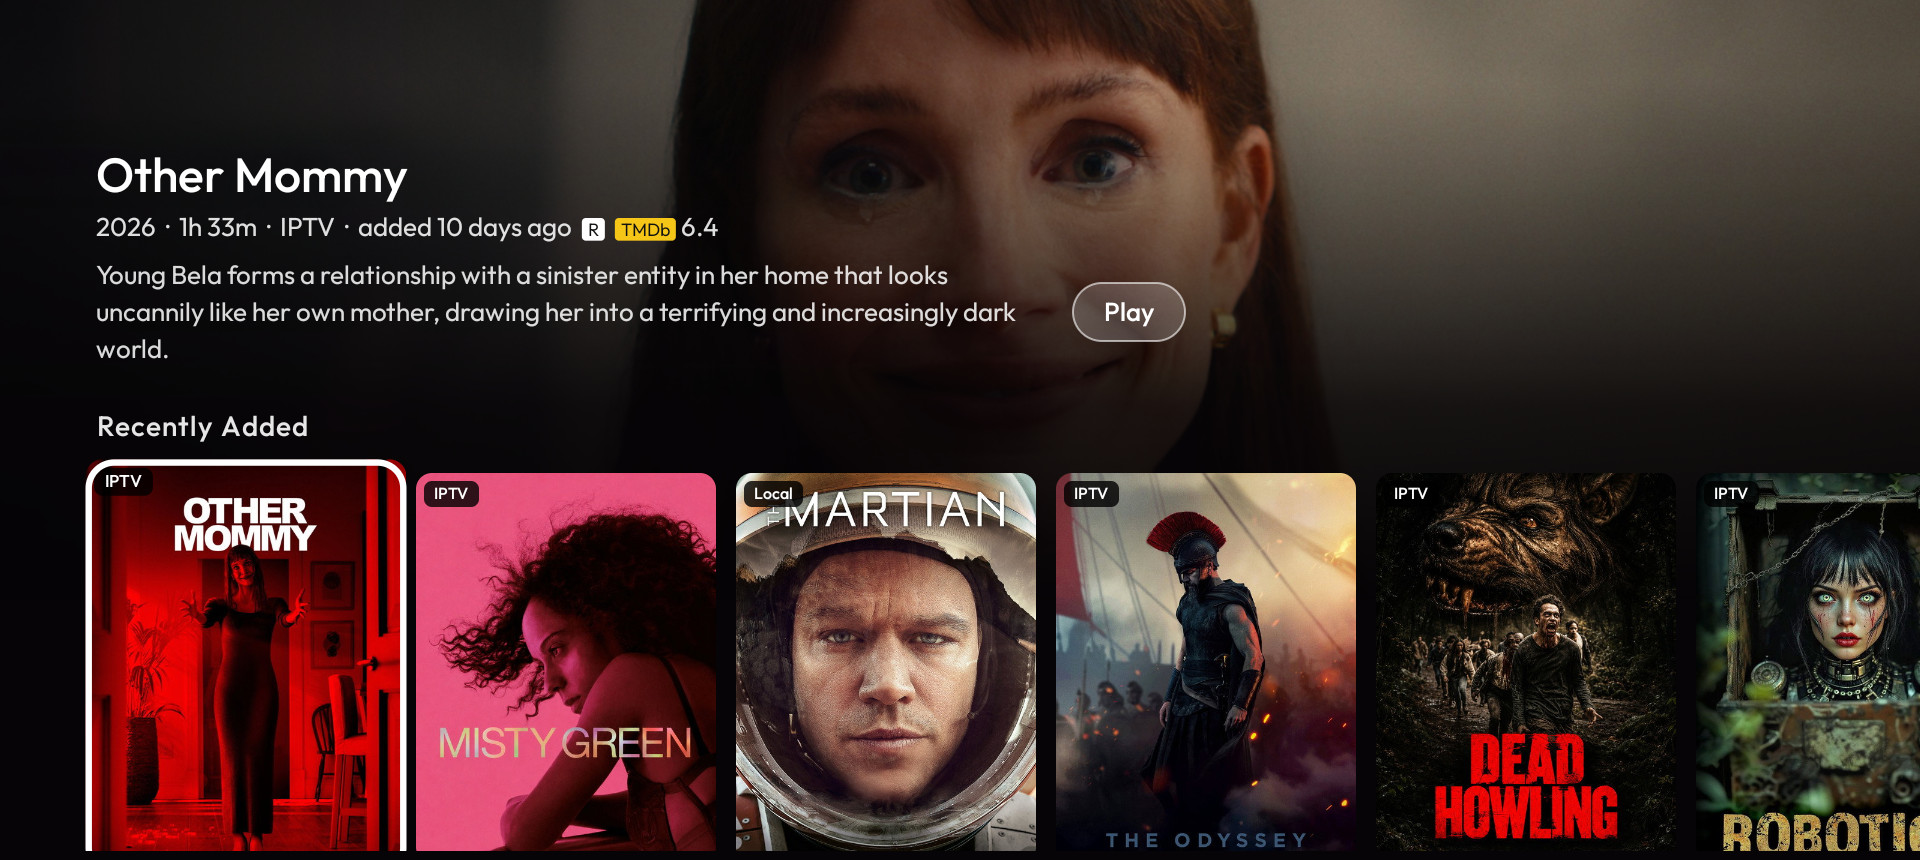 Other Mommy
2026 · 1h 33m · IPTV · added 10 days ago R TMDb 6.4
Young Bela forms a relationship with a sinister entity in her home that looks
uncannily like her own mother, drawing her into a terrifying and increasingly dark
world.
Play
Recently Added
IPTV
OTHER
MOMMY
IPTV
MISTY GREEN
Local
THE MARTIAN
IPTV
THE ODYSSEY
IPTV
DEAD
HOWLING
IPTV